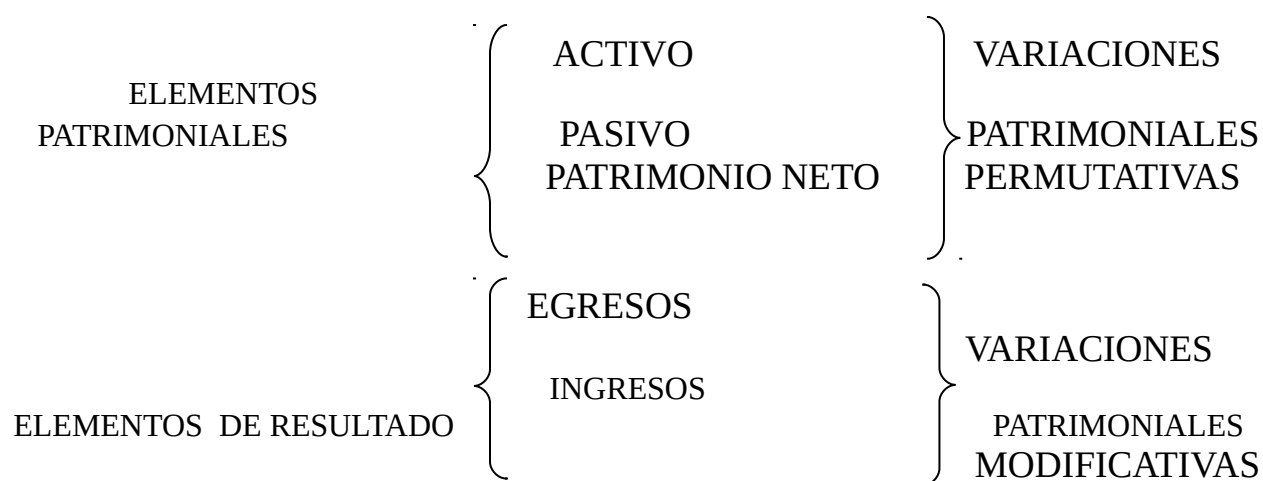 ELEMENTOS
PATRIMONIALES
ACTIVO
PASIVO
PATRIMONIO NETO
VARIACIONES
PATRIMONIALES
PERMUTATIVAS
ELEMENTOS DE RESULTADO
EGRESOS
INGRESOS
VARIACIONES
PATRIMONIALES
MODIFICATIVAS